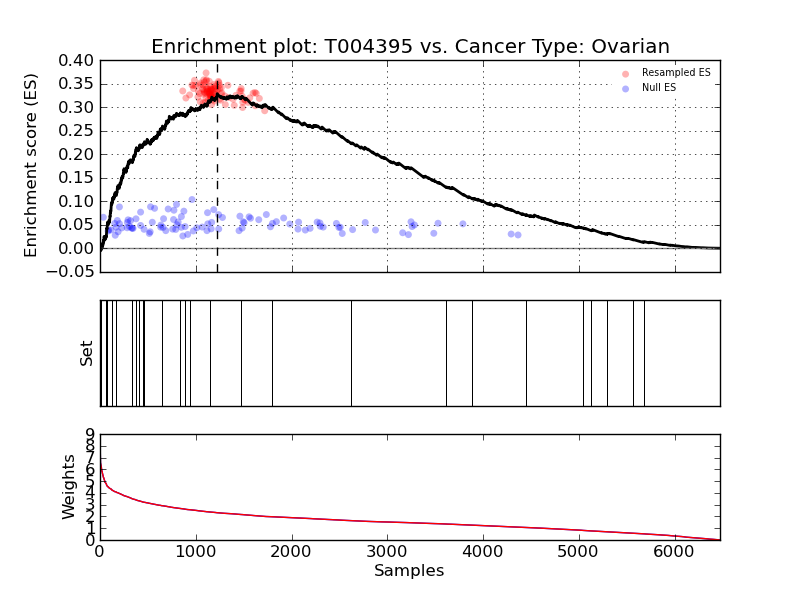 Enrichment plot: T004395 vs. Cancer Type: Ovarian
Enrichment score (ES)
0.40
0.35
0.30
0.25
0.20
0.15
0.10
0.05
0.00
−0.05
Resampled ES
Null ES
Set
Weights
9
8
7
6
5
4
3
2
1
0
0 1000 2000 3000 4000 5000 6000
Samples